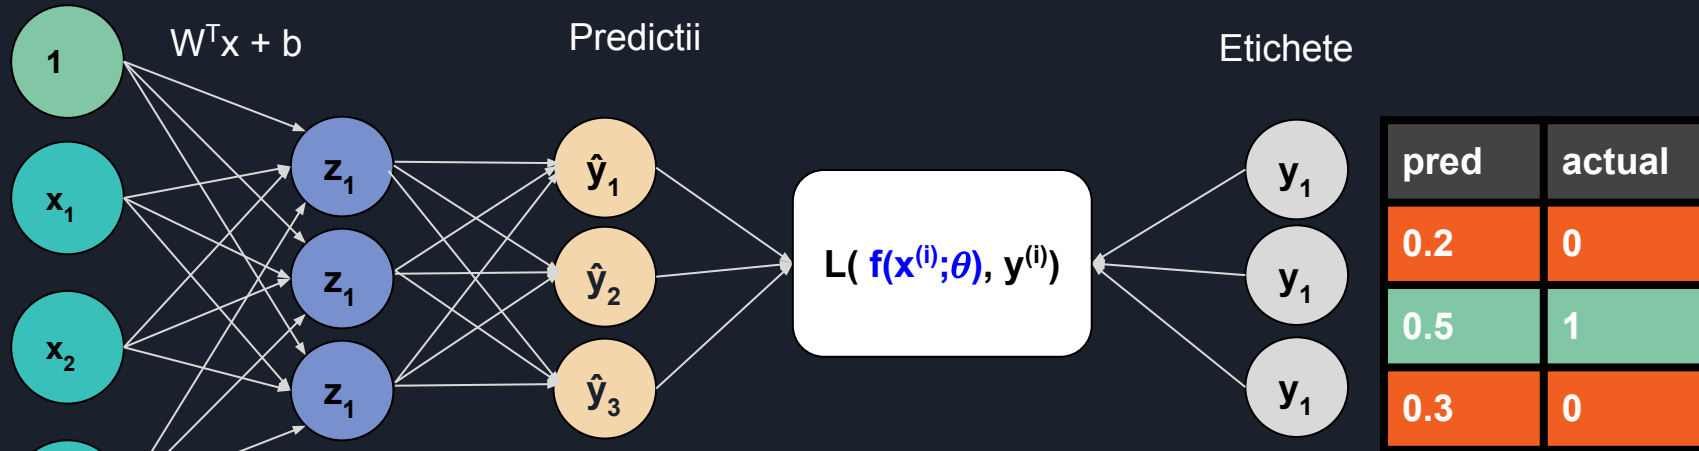 1
WᵀX + b
Predictii
Etichete
x₁
x₂
z₁
z₁
z₁
ŷ₁
ŷ₂
ŷ₃
L( f(x⁽ⁱ⁾;θ), y⁽ⁱ⁾)
y₁
y₁
y₁
pred actual
0.2 0
0.5 1
0.3 0